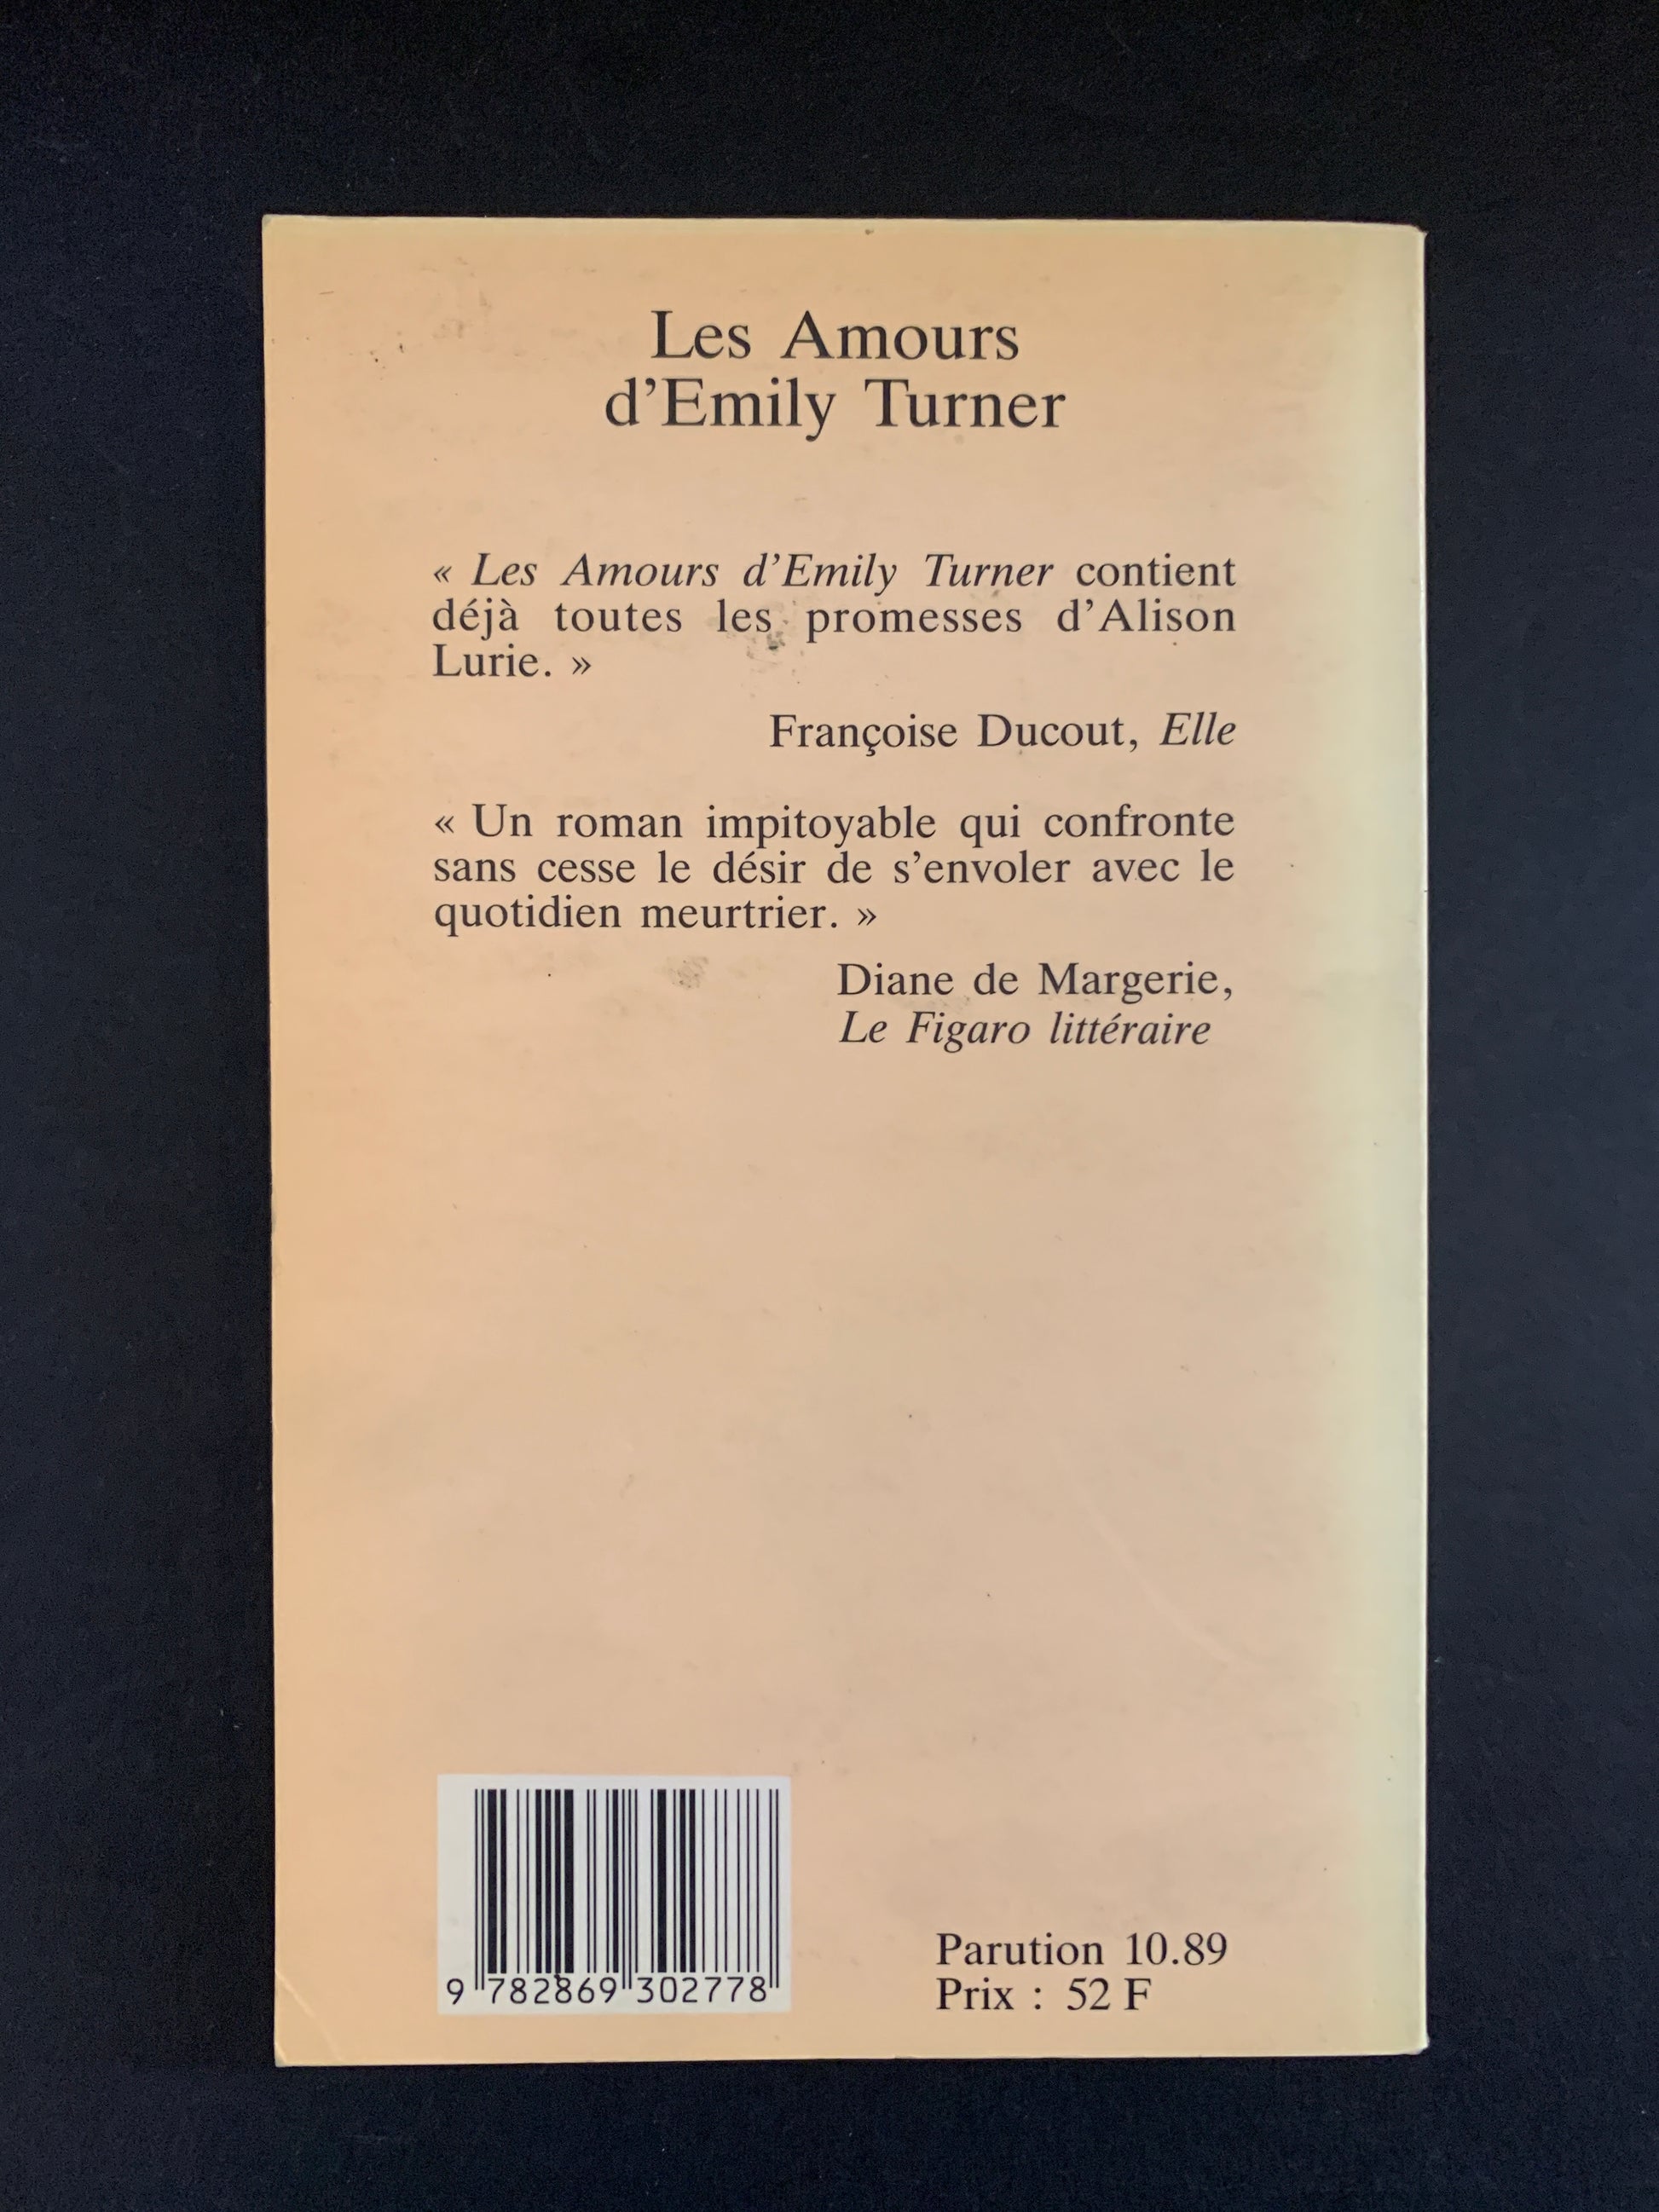 Les Amours
d'Emily Turner
« Les Amours d'Emily Turner contient
déjà toutes les promesses d'Alison
Lurie. »
Françoise Ducout, Elle
« Un roman impitoyable qui confronte
sans cesse le désir de s'envoler avec le
quotidien meurtrier. »
Diane de Margerie,
Le Figaro littéraire
Parution 10.89
Prix : 52 F
9 782869 302778